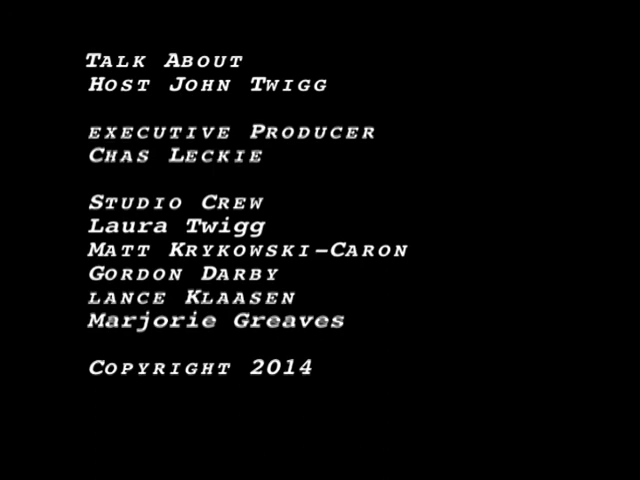 Talk About
Host John Twigg
executive Producer
Chas Leckie
Studio Crew
Laura Twigg
Matt Krykowski-Caron
Gordon Darby
lance Klaasen
Marjorie Greaves
Copyright 2014